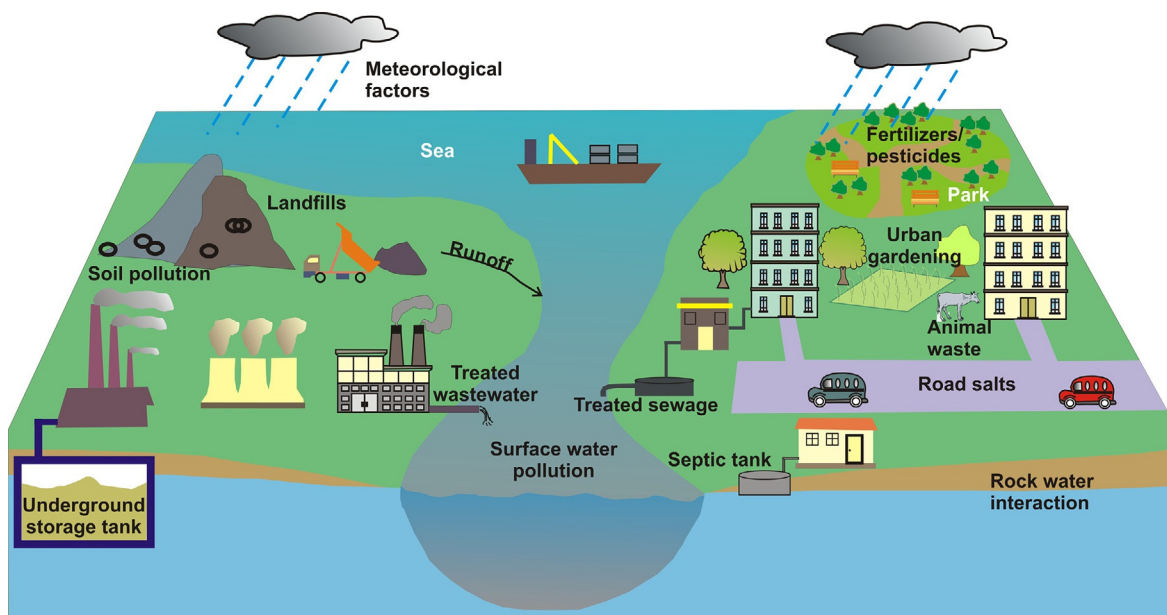 Meteorological
factors
Sea
Fertilizers/
pesticides
Park
Landfills
Runoff
Soil pollution
Urban
gardening
Animal
waste
Treated
wastewater
Treated sewage
Road salts
Surface water
pollution
Septic tank
Rock water
interaction
Underground
storage tank